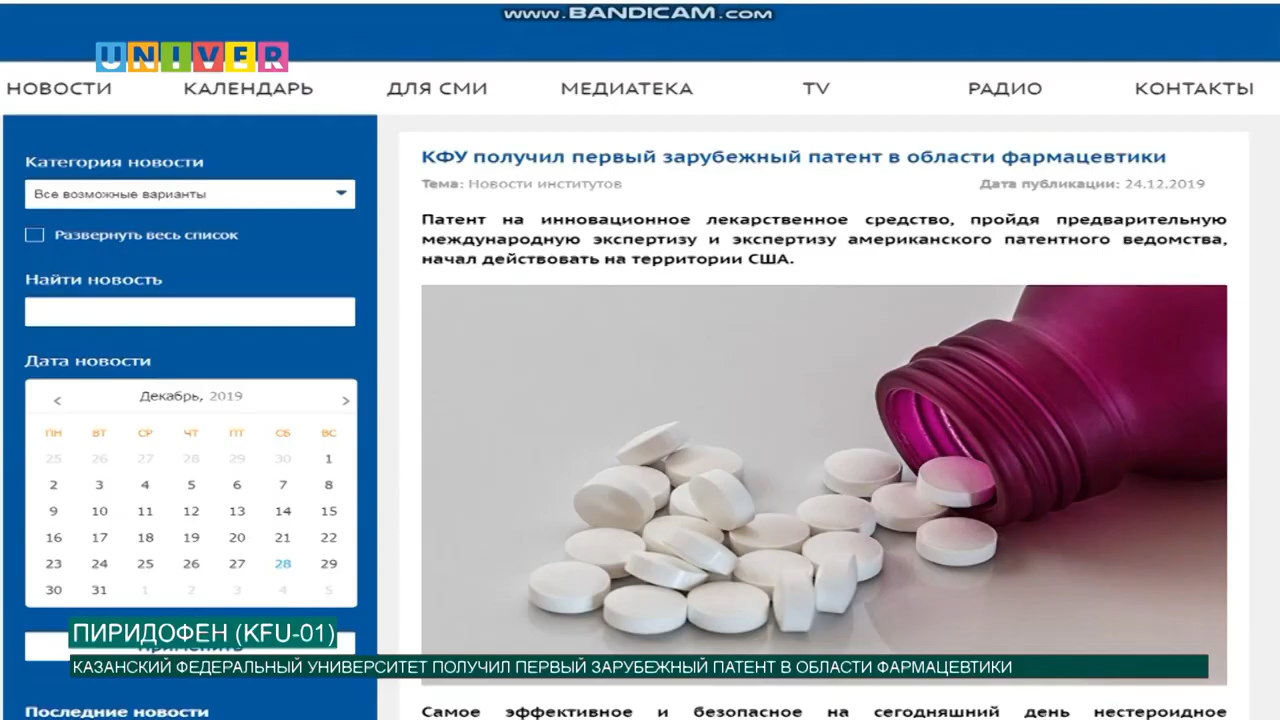 www.BANDICAM.com
UNIVER
НОВОСТИ КАЛЕНДАРЬ ДЛЯ СМИ МЕДИАТЕКА TV РАДИО КОНТАКТЫ
Категория новости
Все возможные варианты
Развернуть весь список
Найти новость
Дата новости
Декабрь, 2019
ПН ВТ СР ЧТ ПТ СБ ВС
25 26 27 28 29 30 1
2 3 4 5 6 7 8
9 10 11 12 13 14 15
16 17 18 19 20 21 22
23 24 25 26 27 28 29
30 31 1 2 3 4 5
Применить
Последние новости
КФУ получил первый зарубежный патент в области фармацевтики
Тема: Новости институтов Дата публикации: 24.12.2019
Патент на инновационное лекарственное средство, пройдя предварительную
международную экспертизу и экспертизу американского патентного ведомства,
начал действовать на территории США.
Самое эффективное и безопасное на сегодняшний день нестероидное
ПИРИДОФЕН (KFU-01)
КАЗАНСКИЙ ФЕДЕРАЛЬНЫЙ УНИВЕРСИТЕТ ПОЛУЧИЛ ПЕРВЫЙ ЗАРУБЕЖНЫЙ ПАТЕНТ В ОБЛАСТИ ФАРМАЦЕВТИКИ